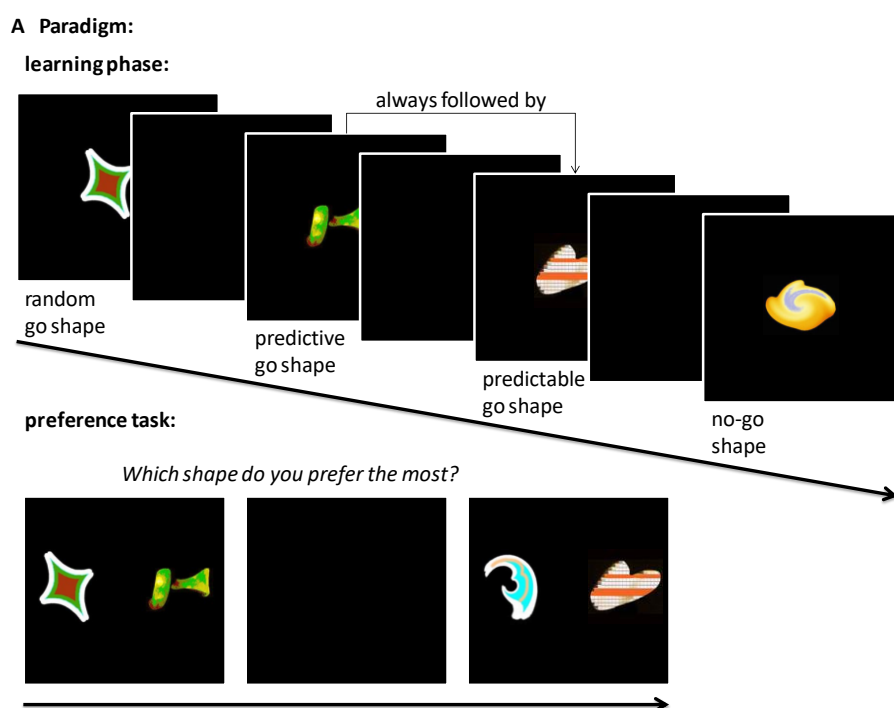 A Paradigm:
learning phase:
always followed by
random
go shape
predictive
go shape
predictable
go shape
no-go
shape
preference task:
Which shape do you prefer the most?